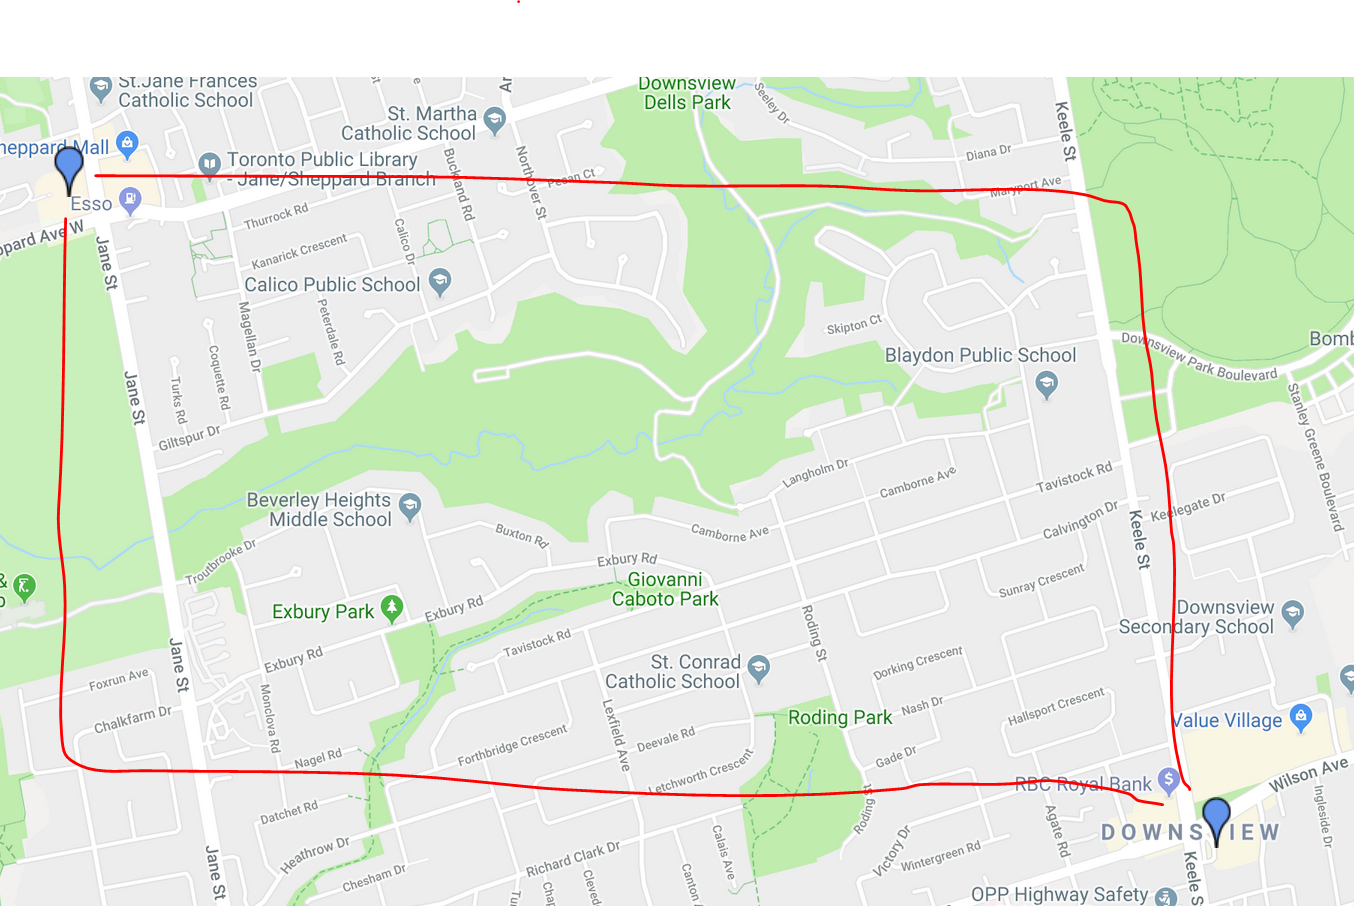 St.Jane Frances
Catholic School
Downsview
Dells Park
Seeley Dr
Keele St
St. Martha
Catholic School
heppard Mall
Toronto Public Library
- Jane/Sheppard Branch
Buckland Rd
Northover St
Pecan Ct
Diana Dr
Maryport Ave
Esso
ppard Ave W
Jane St
Thurrock Rd
Kanarick Crescent
Calico Dr
Calico Public School
Magellan Dr
Peterdale Rd
Skipton Ct
Blaydon Public School
Downsview Park Boulevard
Bomb
Stanley Greene Boulevard
Turks Rd
Coquette Rd
Jane St
Giltspur Dr
Langholm Dr
Camborne Ave
Tavistock Rd
Beverley Heights
Middle School
Buxton Rd
Camborne Ave
Calvington Dr
Keele St
Keelegate Dr
Troutbrooke Dr
Exbury Rd
Giovanni
Caboto Park
Sunray Crescent
&
Exbury Park
Exbury Rd
Downsview
Secondary School
Jane St
Exbury Rd
Tavistock Rd
Roding St
St. Conrad
Catholic School
Dorking Crescent
Foxrun Ave
Chalkfarm Dr
Monclova Rd
Lexfield Ave
Roding Park
Nash Dr
Hallsport Crescent
Value Village
Nagel Rd
Forthbridge Crescent
Deevale Rd
Gade Dr
Letchworth Crescent
RBC Royal Bank
Wilson Ave
Datchet Rd
Roding St
Agate Rd
Ingleside Dr
DOWNSVIEW
Jane St
Heathrow Dr
Richard Clark Dr
Calais Ave
Victory Dr
Wintergreen Rd
Keele S
Chesham Dr
Canton
OPP Highway Safety